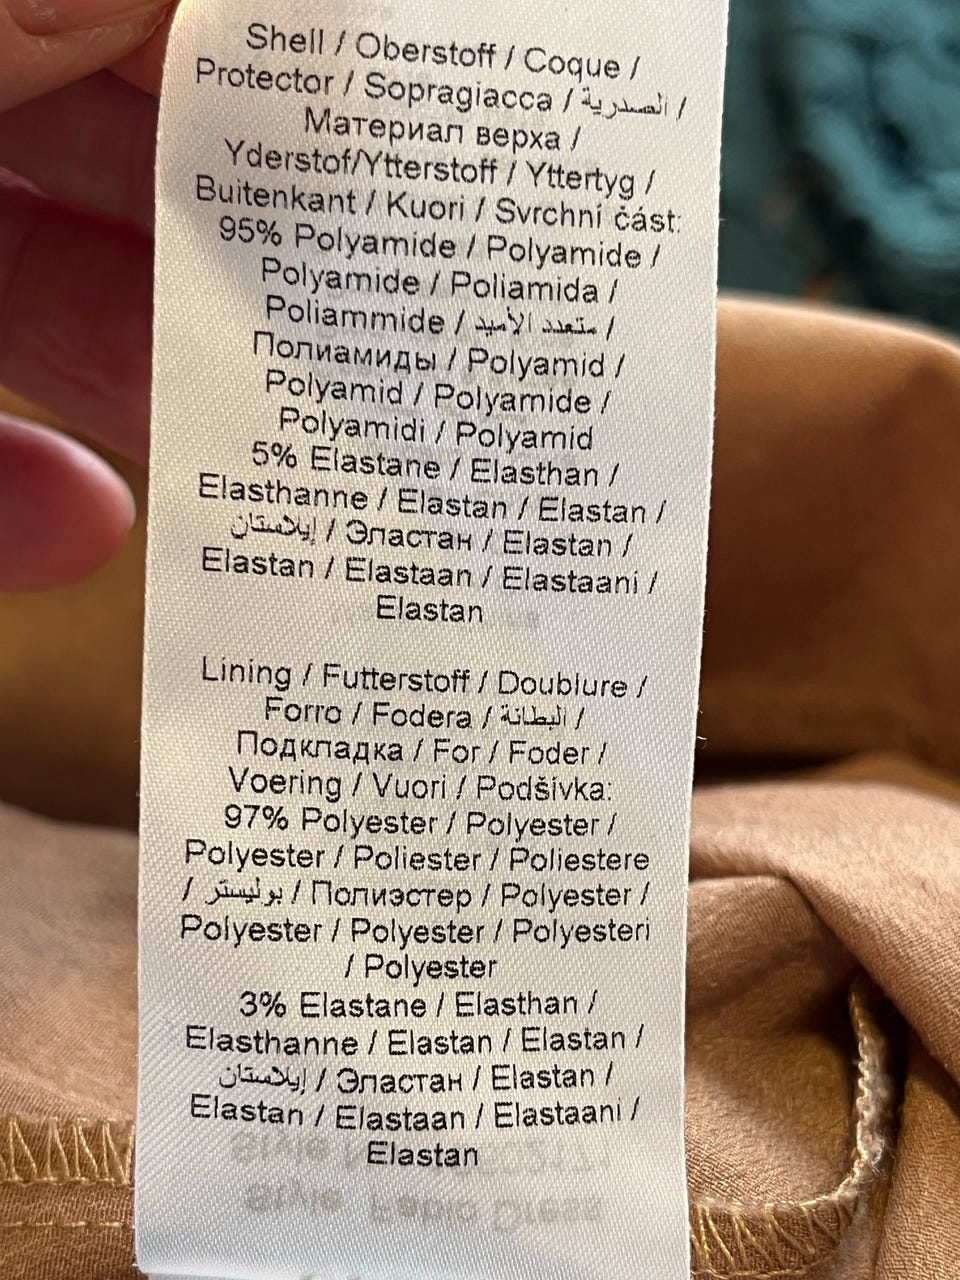 Shell / Oberstoff / Coque /
Protector / Sopragiacca / الصدرية /
Материал верха /
Yderstof/Ytterstoff / Yttertyg /
Buitenkant / Kuori / Svrchní část:
95% Polyamide / Polyamide /
Polyamide / Poliamida /
Poliammide / متعدد الأميد /
Полиамиды / Polyamid /
Polyamid / Polyamide /
Polyamidi / Polyamid
5% Elastane / Elasthan /
Elasthanne / Elastan / Elastan /
إيلاستان / Эластан / Elastan /
Elastan / Elastaan / Elastaani /
Elastan
Lining / Futterstoff / Doublure /
Forro / Fodera / البطانة /
Подкладка / For / Foder /
Voering / Vuori / Podšívka:
97% Polyester / Polyester /
Polyester / Poliester / Poliestere
/ بوليستر / Полиэстер / Polyester /
Polyester / Polyester / Polyesteri
/ Polyester
3% Elastane / Elasthan /
Elasthanne / Elastan / Elastan /
إيلاستان / Эластан / Elastan /
Elastan / Elastaan / Elastaani /
Elastan